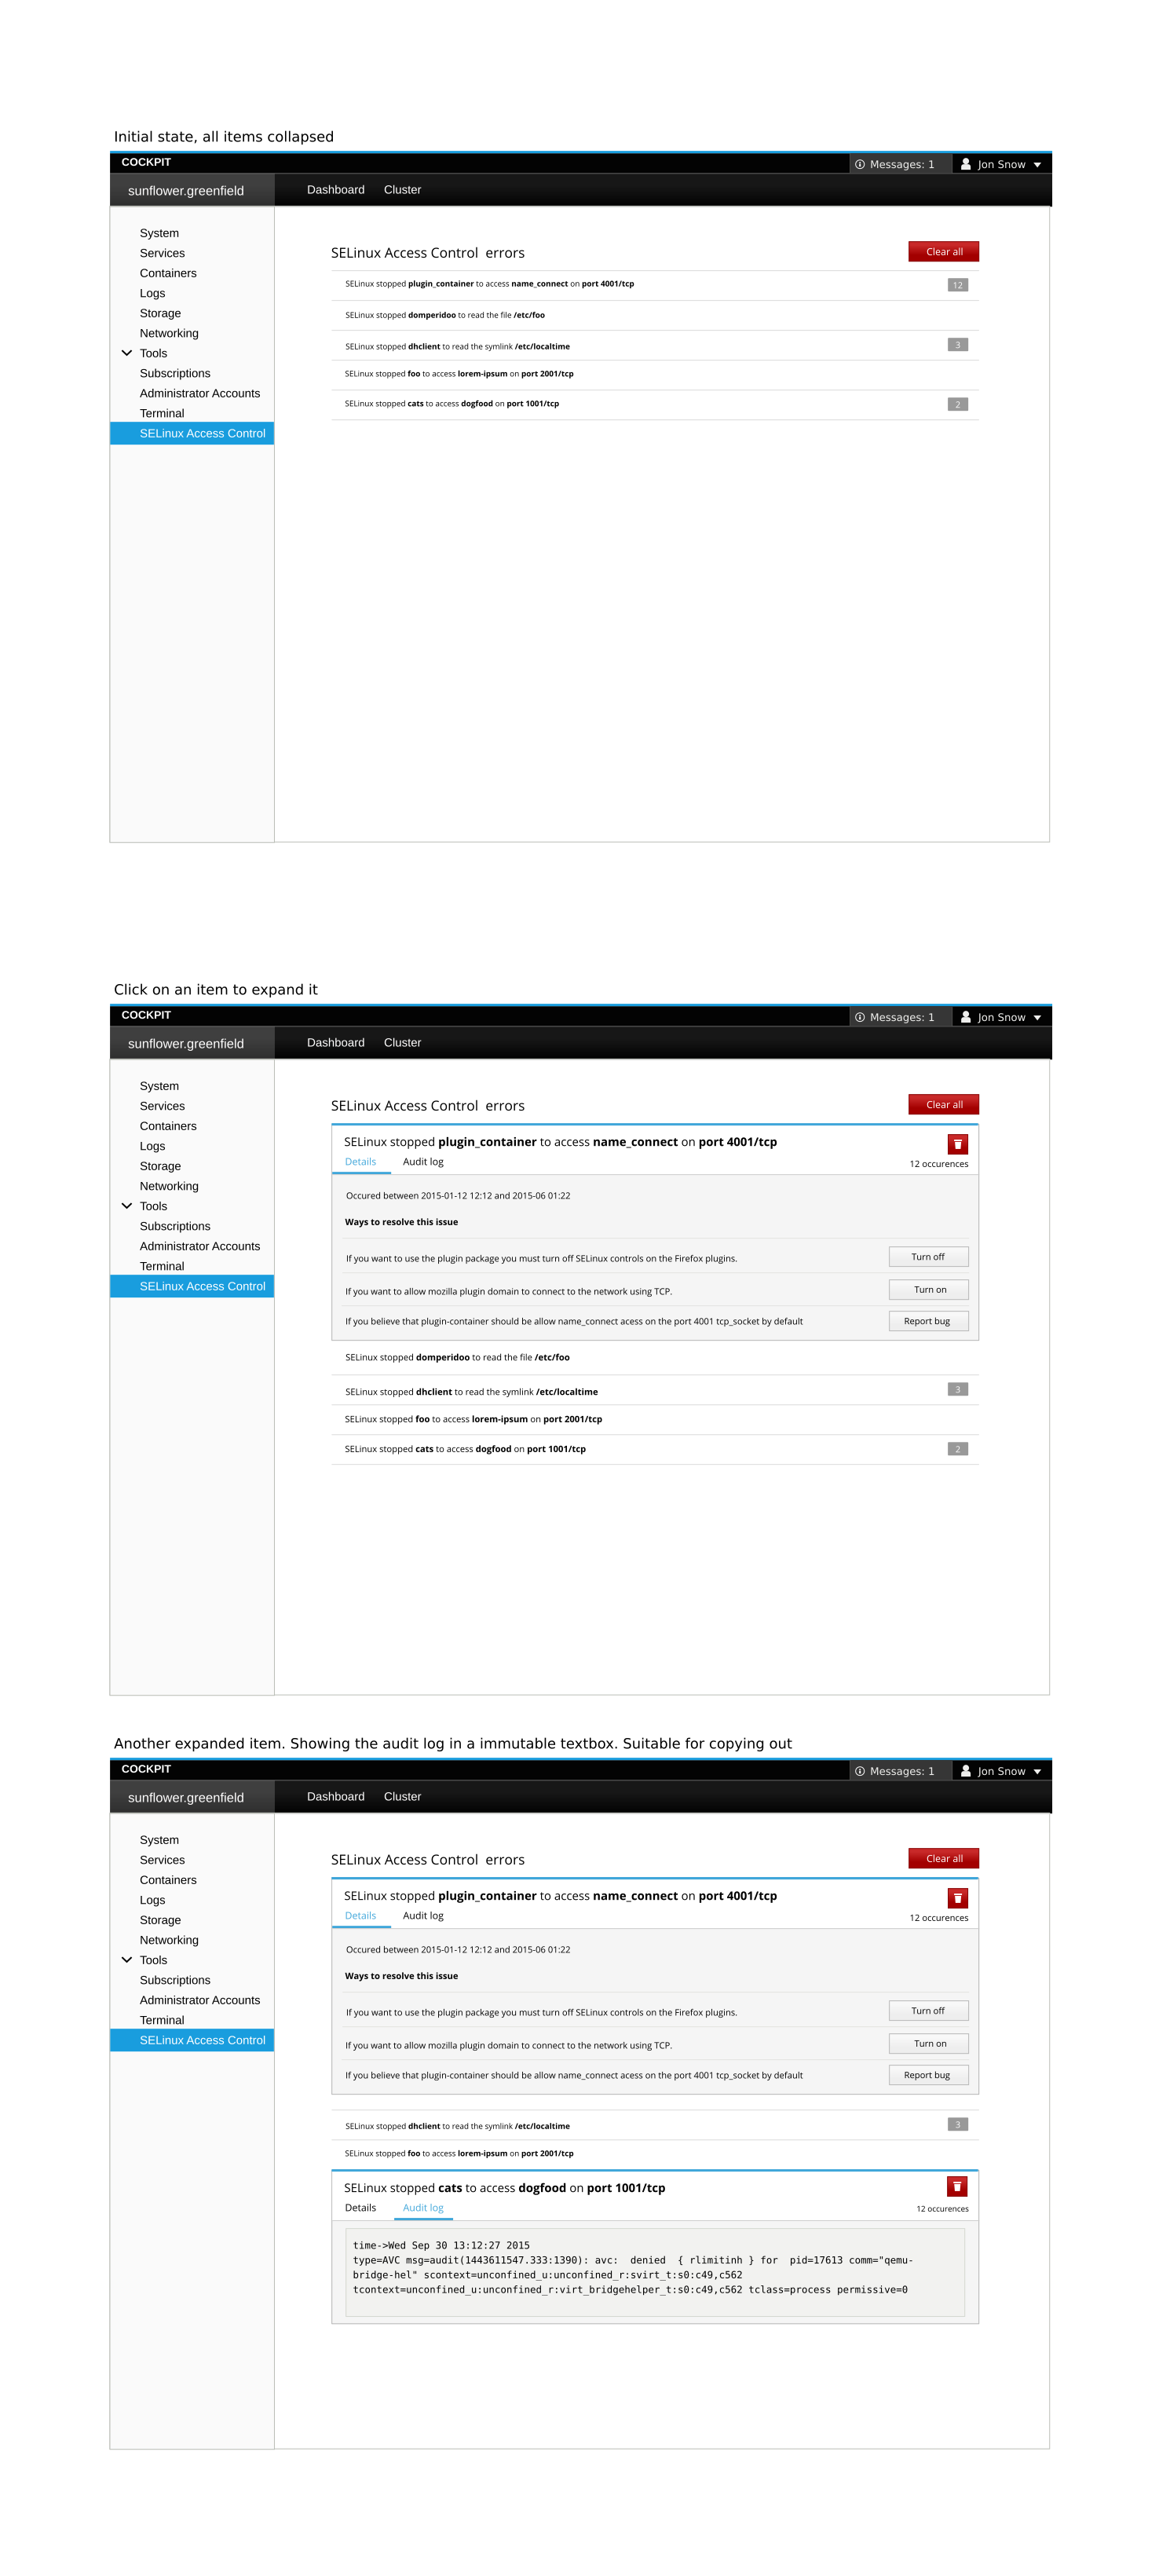 Initial state, all items collapsed
COCKPIT
Messages: 1
Jon Snow
sunflower.greenfield
Dashboard
Cluster
System
Services
Containers
Logs
Storage
Networking
Tools
Subscriptions
Administrator Accounts
Terminal
SELinux Access Control
SELinux Access Control errors
Clear all
SELinux stopped plugin_container to access name_connect on port 4001/tcp
12
SELinux stopped domperidoo to read the file /etc/foo
SELinux stopped dhclient to read the symlink /etc/localtime
3
SELinux stopped foo to access lorem-ipsum on port 2001/tcp
SELinux stopped cats to access dogfood on port 1001/tcp
2
Click on an item to expand it
COCKPIT
Messages: 1
Jon Snow
sunflower.greenfield
Dashboard
Cluster
System
Services
Containers
Logs
Storage
Networking
Tools
Subscriptions
Administrator Accounts
Terminal
SELinux Access Control
SELinux Access Control errors
Clear all
SELinux stopped plugin_container to access name_connect on port 4001/tcp
Details
Audit log
12 occurences
Occured between 2015-01-12 12:12 and 2015-06 01:22
Ways to resolve this issue
If you want to use the plugin package you must turn off SELinux controls on the Firefox plugins.
Turn off
If you want to allow mozilla plugin domain to connect to the network using TCP.
Turn on
If you believe that plugin-container should be allow name_connect acess on the port 4001 tcp_socket by default
Report bug
SELinux stopped domperidoo to read the file /etc/foo
SELinux stopped dhclient to read the symlink /etc/localtime
3
SELinux stopped foo to access lorem-ipsum on port 2001/tcp
SELinux stopped cats to access dogfood on port 1001/tcp
2
Another expanded item. Showing the audit log in a immutable textbox. Suitable for copying out
COCKPIT
Messages: 1
Jon Snow
sunflower.greenfield
Dashboard
Cluster
System
Services
Containers
Logs
Storage
Networking
Tools
Subscriptions
Administrator Accounts
Terminal
SELinux Access Control
SELinux Access Control errors
Clear all
SELinux stopped plugin_container to access name_connect on port 4001/tcp
Details
Audit log
12 occurences
Occured between 2015-01-12 12:12 and 2015-06 01:22
Ways to resolve this issue
If you want to use the plugin package you must turn off SELinux controls on the Firefox plugins.
Turn off
If you want to allow mozilla plugin domain to connect to the network using TCP.
Turn on
If you believe that plugin-container should be allow name_connect acess on the port 4001 tcp_socket by default
Report bug
SELinux stopped dhclient to read the symlink /etc/localtime
3
SELinux stopped foo to access lorem-ipsum on port 2001/tcp
SELinux stopped cats to access dogfood on port 1001/tcp
Details
Audit log
12 occurences
time->Wed Sep 30 13:12:27 2015
type=AVC msg=audit(1443611547.333:1390): avc:  denied  { rlimitinh } for  pid=17613 comm="qemu-
bridge-hel" scontext=unconfined_u:unconfined_r:svirt_t:s0:c49,c562
tcontext=unconfined_u:unconfined_r:virt_bridgehelper_t:s0:c49,c562 tclass=process permissive=0